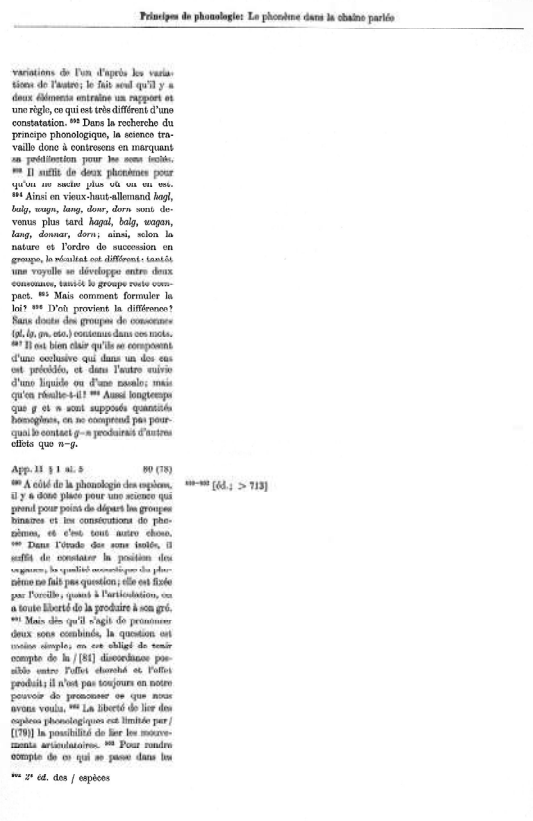 Principes de phonologie: Le phonème dans la chaîne parlée
variations de l'un d'après les varia-
tions de l'autre; le fait seul qu'il y a
deux éléments entraîne un rapport et
une règle, ce qui est très différent d'une
constatation. ⁸⁹² Dans la recherche du
principe phonologique, la science tra-
vaille donc à contresens en marquant
sa prédilection pour les sons isolés.
⁸⁹³ Il suffit de deux phonèmes pour
qu'on ne sache plus où on en est.
⁸⁹⁴ Ainsi en vieux-haut-allemand hagl,
balg, wagn, lang, donr, dorn sont de-
venus plus tard hagal, balg, wagan,
lang, donnar, dorn; ainsi, selon la
nature et l'ordre de succession en
groupe, le résultat est différent: tantôt
une voyelle se développe entre deux
consonnes, tantôt le groupe reste com-
pact. ⁸⁹⁵ Mais comment formuler la
loi? ⁸⁹⁶ D'où provient la différence?
Sans doute des groupes de consonnes
(gl, lg, gn, etc.) contenus dans ces mots.
⁸⁹⁷ Il est bien clair qu'ils se composent
d'une occlusive qui dans un des cas
est précédée, et dans l'autre suivie
d'une liquide ou d'une nasale; mais
qu'en résulte-t-il? ⁸⁹⁸ Aussi longtemps
que g et n sont supposés quantités
homogènes, on ne comprend pas pour-
quoi le contact g–n produirait d'autres
effets que n–g.
App. II § 1 al. 5 80 (78)
A côté de la phonologie des espèces,
il y a donc place pour une science qui
prend pour point de départ les groupes
binaires et les consécutions de pho-
nèmes, et c'est tout autre chose.
Dans l'étude des sons isolés, il
suffit de constater la position des
organes; la qualité acoustique du pho-
nème ne fait pas question; elle est fixée
par l'oreille; quant à l'articulation, on
a toute liberté de la produire à son gré.
Mais dès qu'il s'agit de prononcer
deux sons combinés, la question est
moins simple; on est obligé de tenir
compte de la / [81] discordance pos-
sible entre l'effet cherché et l'effet
produit; il n'est pas toujours en notre
pouvoir de prononcer ce que nous
avons voulu. La liberté de lier des
espèces phonologiques est limitée par /
[(79)] la possibilité de lier les mouve-
ments articulatoires. Pour rendre
compte de ce qui se passe dans les
[éd.; > 713]
2ᵉ éd. des / espèces